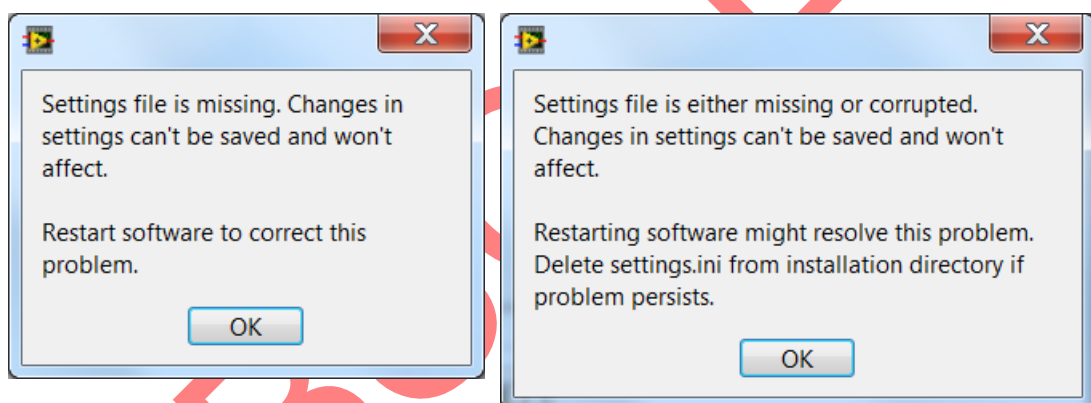 Settings file is missing. Changes in
settings can't be saved and won't
affect.
Restart software to correct this
problem.
OK
Settings file is either missing or corrupted.
Changes in settings can't be saved and won't
affect.
Restarting software might resolve this problem.
Delete settings.ini from installation directory if
problem persists.
OK